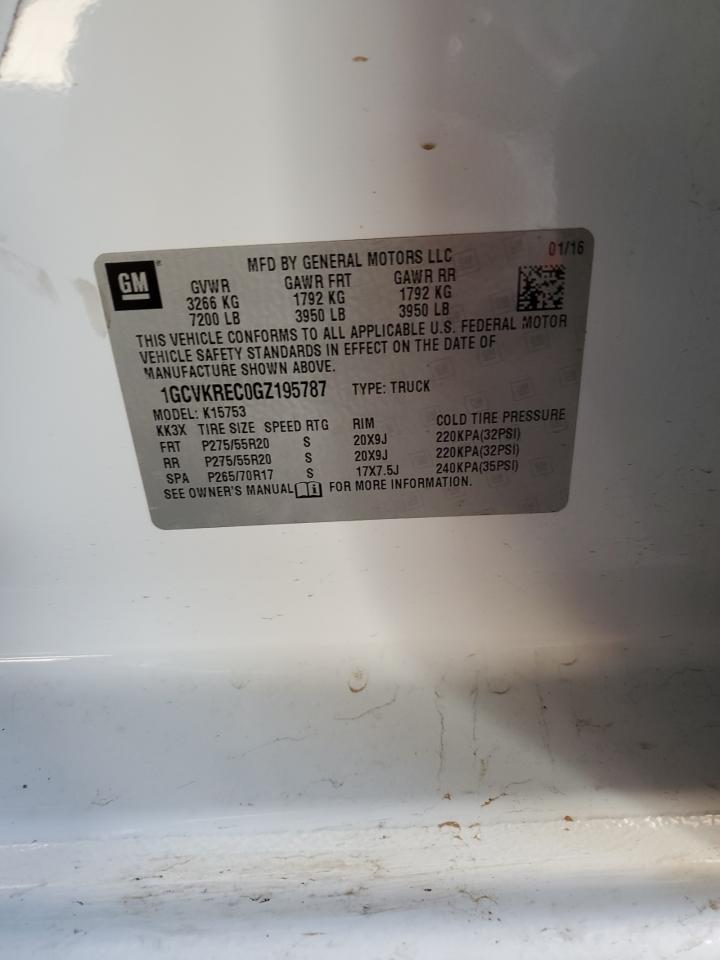 GM
MFD BY GENERAL MOTORS LLC 01/16
GVWR GAWR FRT GAWR RR
3266 KG 1792 KG 1792 KG
7200 LB 3950 LB 3950 LB
THIS VEHICLE CONFORMS TO ALL APPLICABLE U.S. FEDERAL MOTOR
VEHICLE SAFETY STANDARDS IN EFFECT ON THE DATE OF
MANUFACTURE SHOWN ABOVE.
1GCVKREC0GZ195787 TYPE: TRUCK
MODEL: K15753
KK3X TIRE SIZE SPEED RTG RIM COLD TIRE PRESSURE
FRT P275/55R20 S 20X9J 220KPA(32PSI)
RR P275/55R20 S 20X9J 220KPA(32PSI)
SPA P265/70R17 S 17X7.5J 240KPA(35PSI)
SEE OWNER'S MANUAL i FOR MORE INFORMATION.